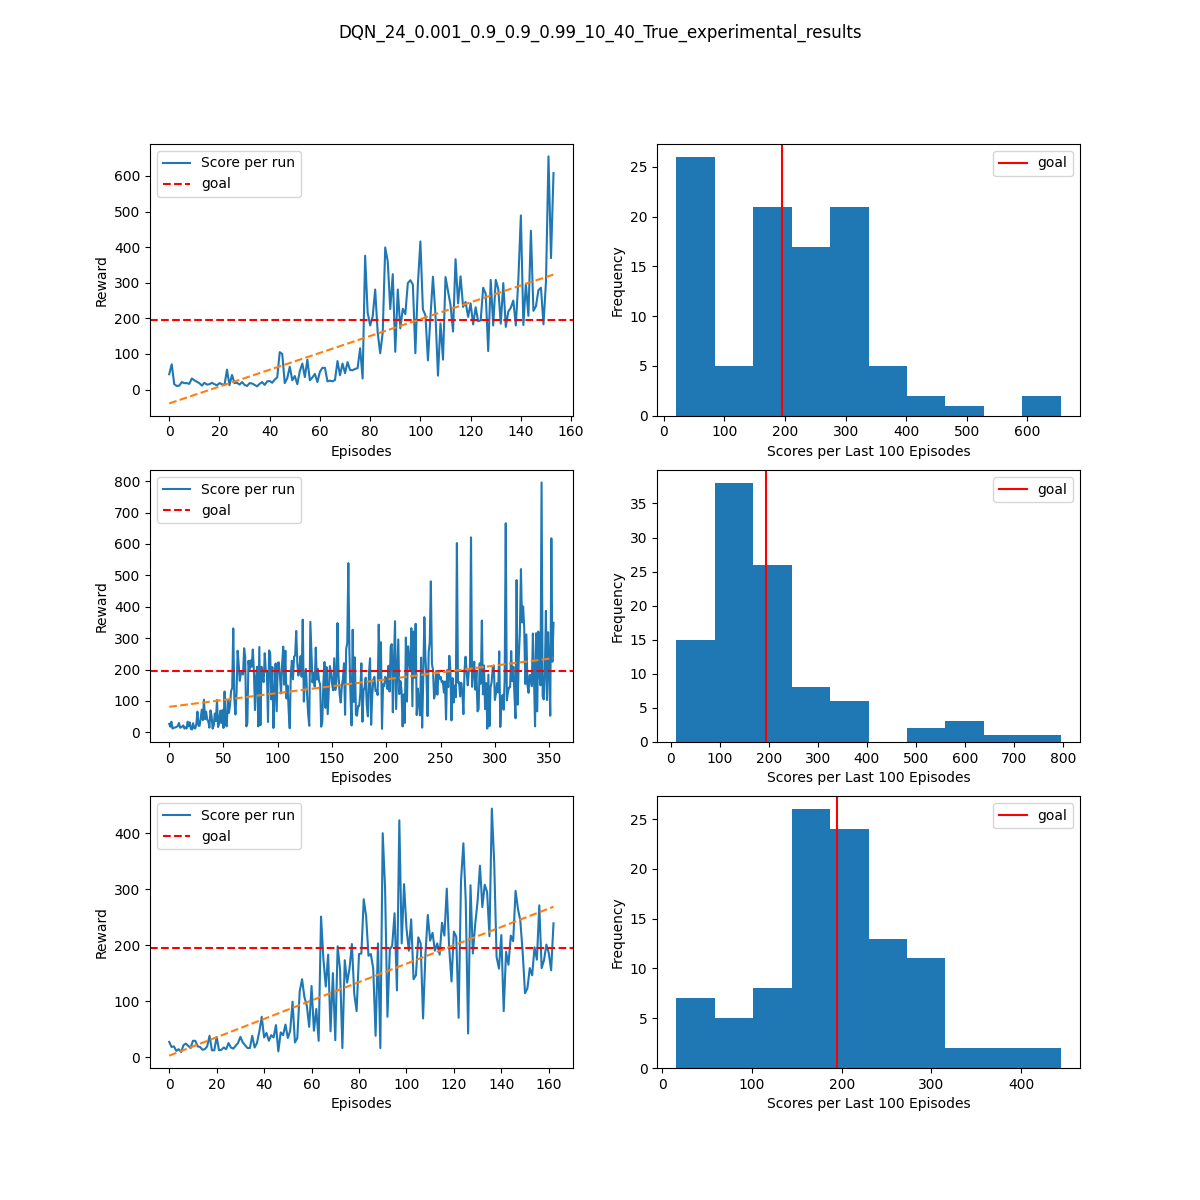 DQN_24_0.001_0.9_0.9_0.99_10_40_True_experimental_results
Score per run
goal
Reward
600
500
400
300
200
100
0
0 20 40 60 80 100 120 140 160
Episodes
goal
Frequency
25
20
15
10
5
0
0 100 200 300 400 500 600
Scores per Last 100 Episodes
Score per run
goal
Reward
800
700
600
500
400
300
200
100
0
0 50 100 150 200 250 300 350
Episodes
goal
Frequency
35
30
25
20
15
10
5
0
0 100 200 300 400 500 600 700 800
Scores per Last 100 Episodes
Score per run
goal
Reward
400
300
200
100
0
0 20 40 60 80 100 120 140 160
Episodes
goal
Frequency
25
20
15
10
5
0
0 100 200 300 400
Scores per Last 100 Episodes